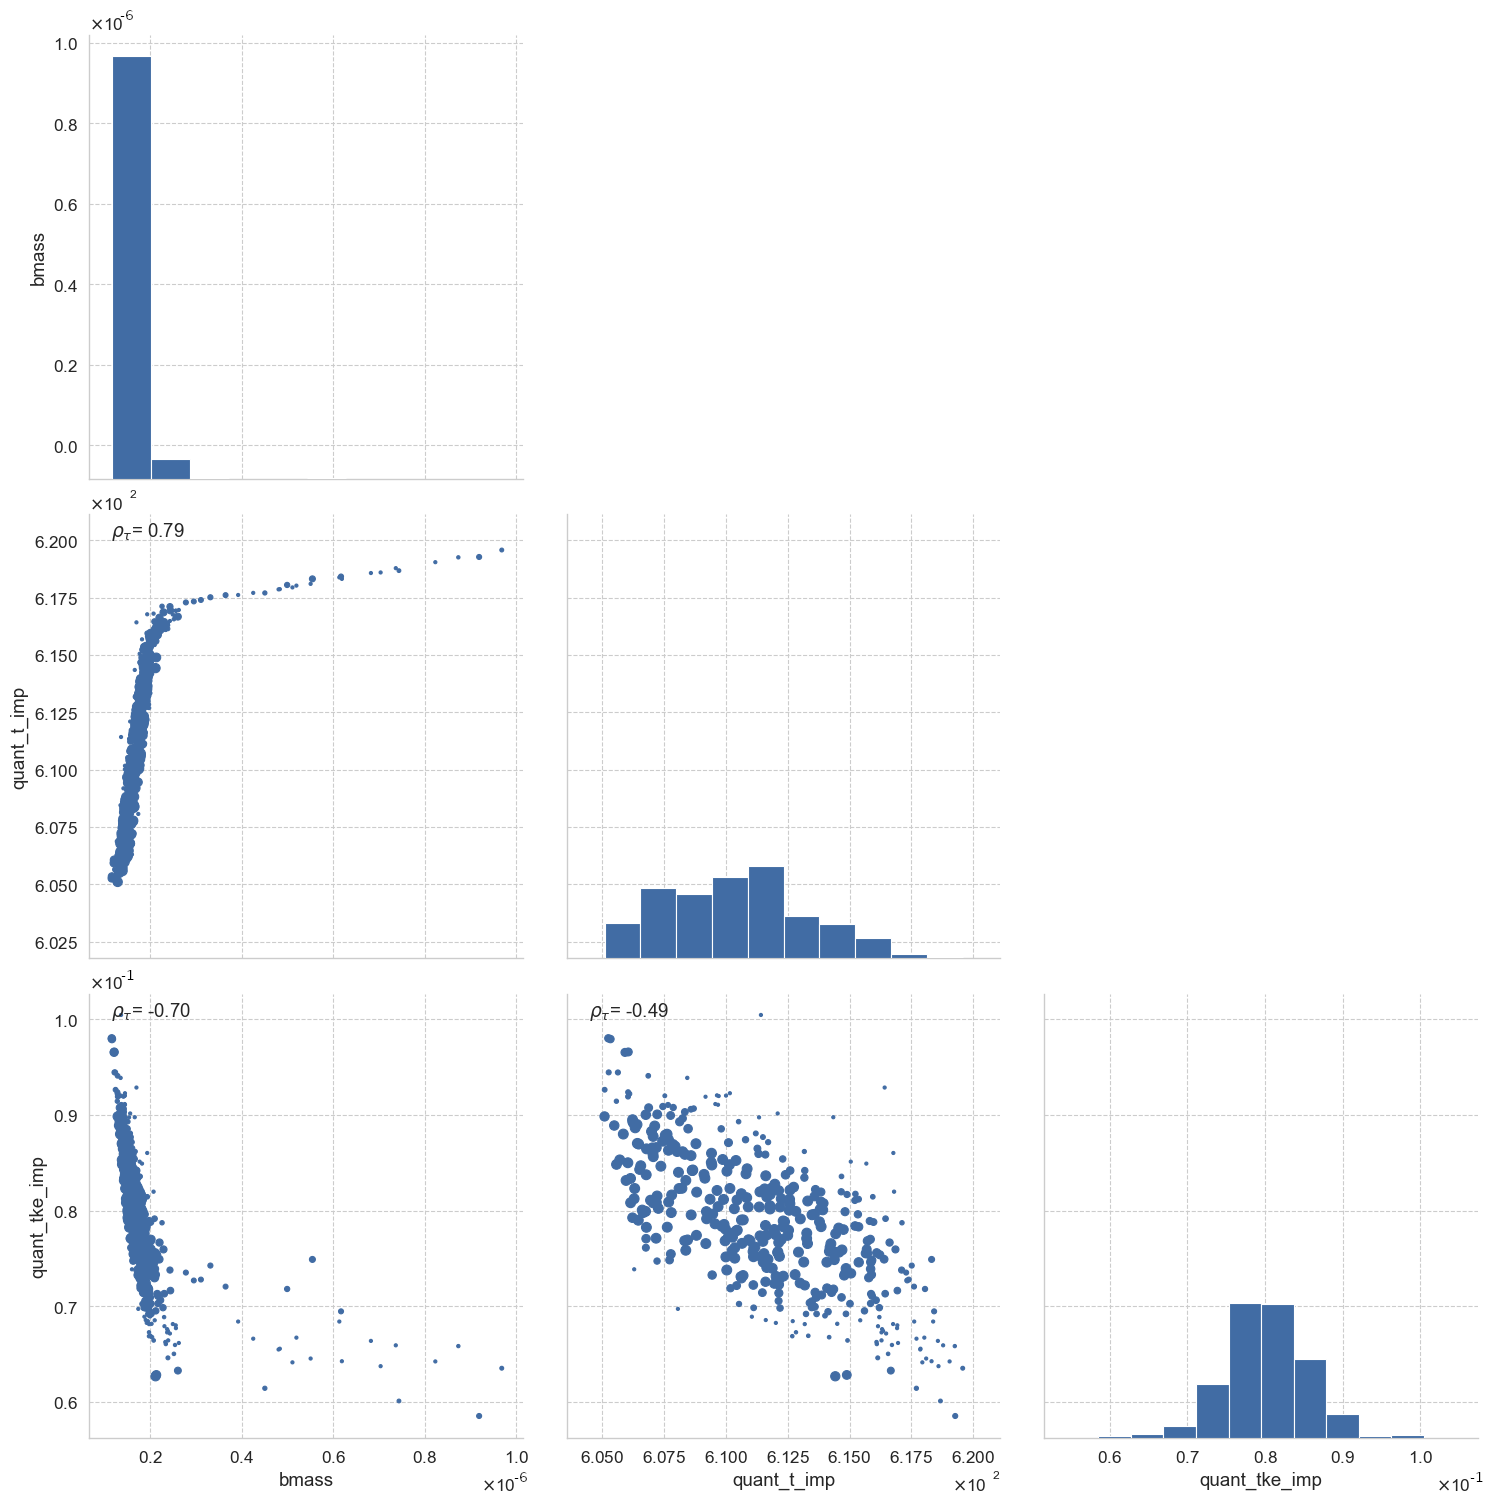 ×10-6
1.0
0.8
0.6
0.4
0.2
0.0
bmass
×10 2
ρτ= 0.79
6.200
6.175
6.150
6.125
6.100
6.075
6.050
6.025
quant_t_imp
×10-1
ρτ= -0.70
ρτ= -0.49
1.0
0.9
0.8
0.7
0.6
quant_tke_imp
0.2 0.4 0.6 0.8 1.0
bmass
×10-6
6.050 6.075 6.100 6.125 6.150 6.175 6.200
quant_t_imp
×10 2
0.6 0.7 0.8 0.9 1.0
quant_tke_imp
×10-1